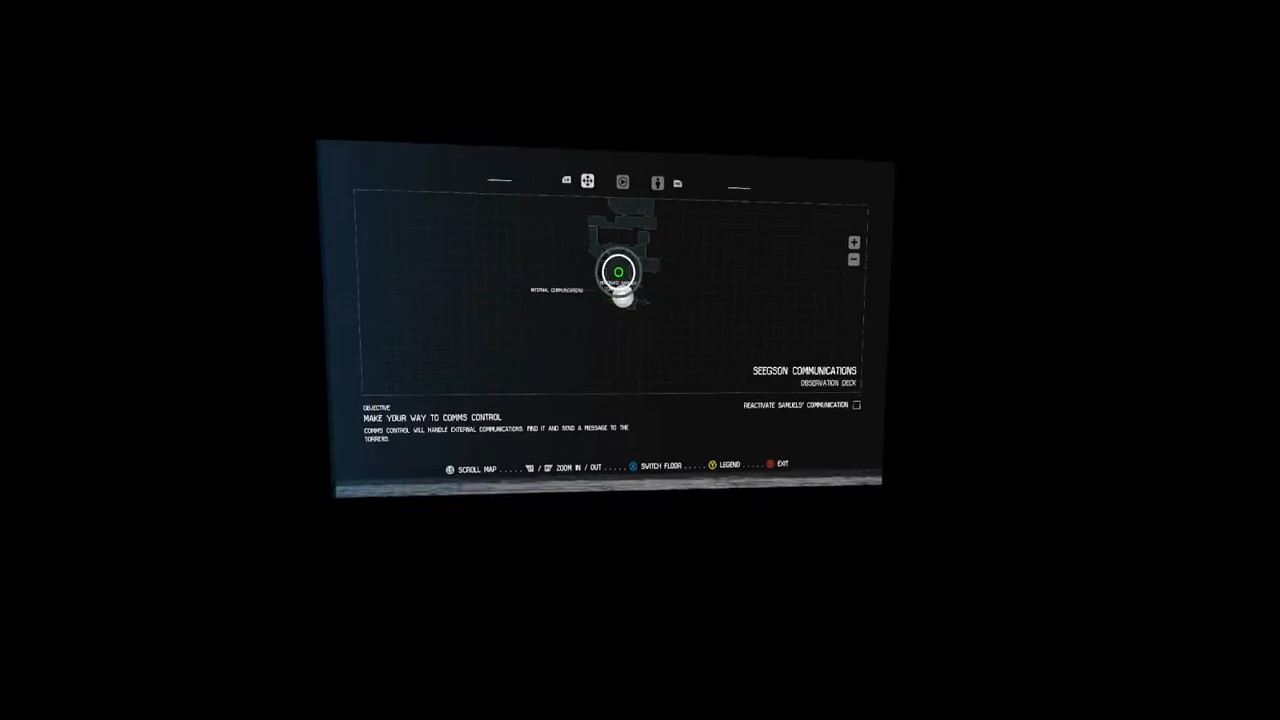 INTERNAL COMMUNICATIONS
SEEGSON COMMUNICATIONS
OBSERVATION DECK
REACTIVATE SAMUELS' COMMUNICATION
OBJECTIVE
MAKE YOUR WAY TO COMMS CONTROL
COMMS CONTROL WILL HANDLE EXTERNAL COMMUNICATIONS. FIND IT AND SEND A MESSAGE TO THE
TORRENS.
SCROLL MAP ..... / ZOOM IN / OUT ..... X SWITCH FLOOR ..... Y LEGEND ..... EXIT